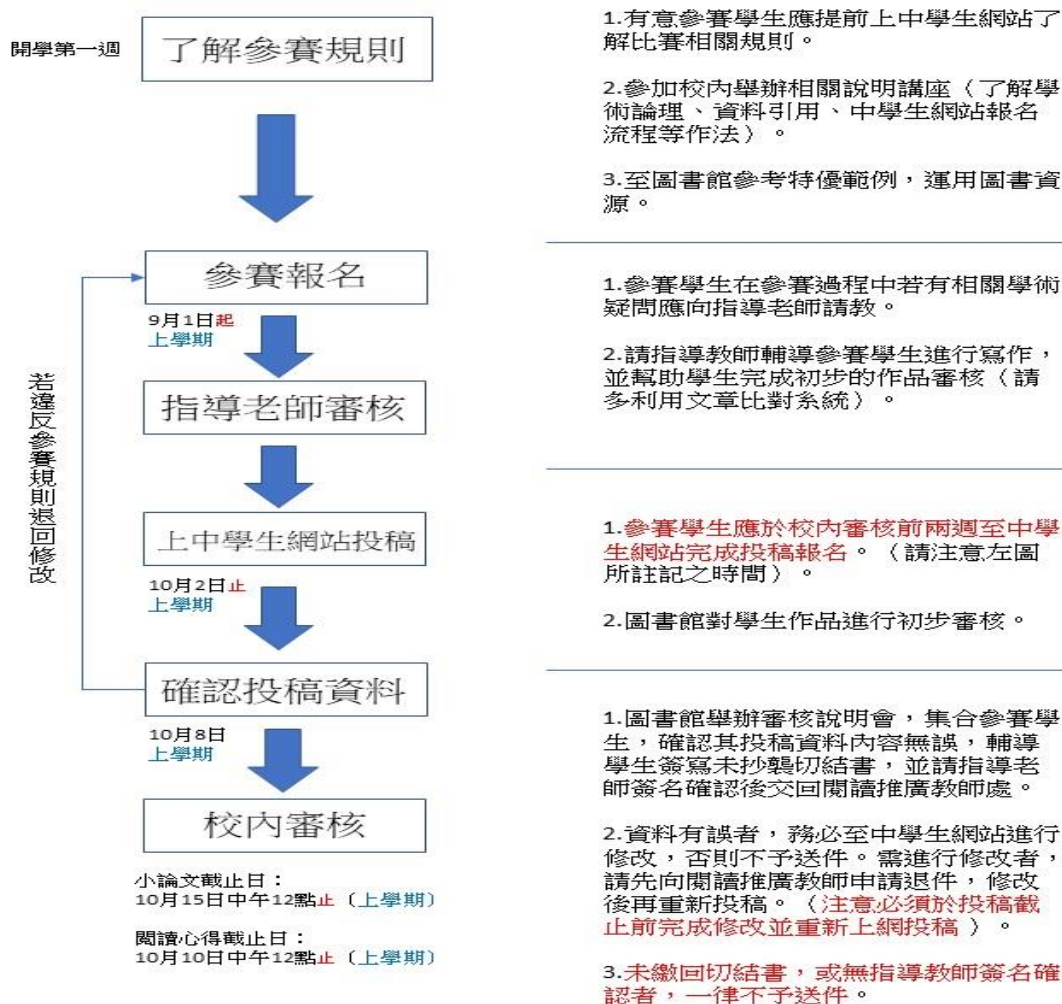 開學第一週
了解參賽規則
參賽報名
9月1日起
上學期
指導老師審核
上中學生網站投稿
10月2日止
上學期
確認投稿資料
10月8日
上學期
校內審核
小論文截止日：
10月15日中午12點止（上學期）
閱讀心得截止日：
10月10日中午12點止（上學期）
若違反參賽規則退回修改
1.有意參賽學生應提前上中學生網站了
解比賽相關規則。
2.參加校內舉辦相關說明講座（了解學
術論理、資料引用、中學生網站報名
流程等作法）。
3.至圖書館參考特優範例，運用圖書資
源。
1.參賽學生在參賽過程中若有相關學術
疑問應向指導老師請教。
2.請指導教師輔導參賽學生進行寫作，
並幫助學生完成初步的作品審核（請
多利用文章比對系統）。
1.參賽學生應於校內審核前兩週至中學
生網站完成投稿報名。（請注意左圖
所註記之時間）。
2.圖書館對學生作品進行初步審核。
1.圖書館舉辦審核說明會，集合參賽學
生，確認其投稿資料內容無誤，輔導
學生簽寫未抄襲切結書，並請指導老
師簽名確認後交回閱讀推廣教師處。
2.資料有誤者，務必至中學生網站進行
修改，否則不予送件。需進行修改者，
請先向閱讀推廣教師申請退件，修改
後再重新投稿。（注意必須於投稿截
止前完成修改並重新上網投稿）。
3.未繳回切結書，或無指導教師簽名確
認者，一律不予送件。